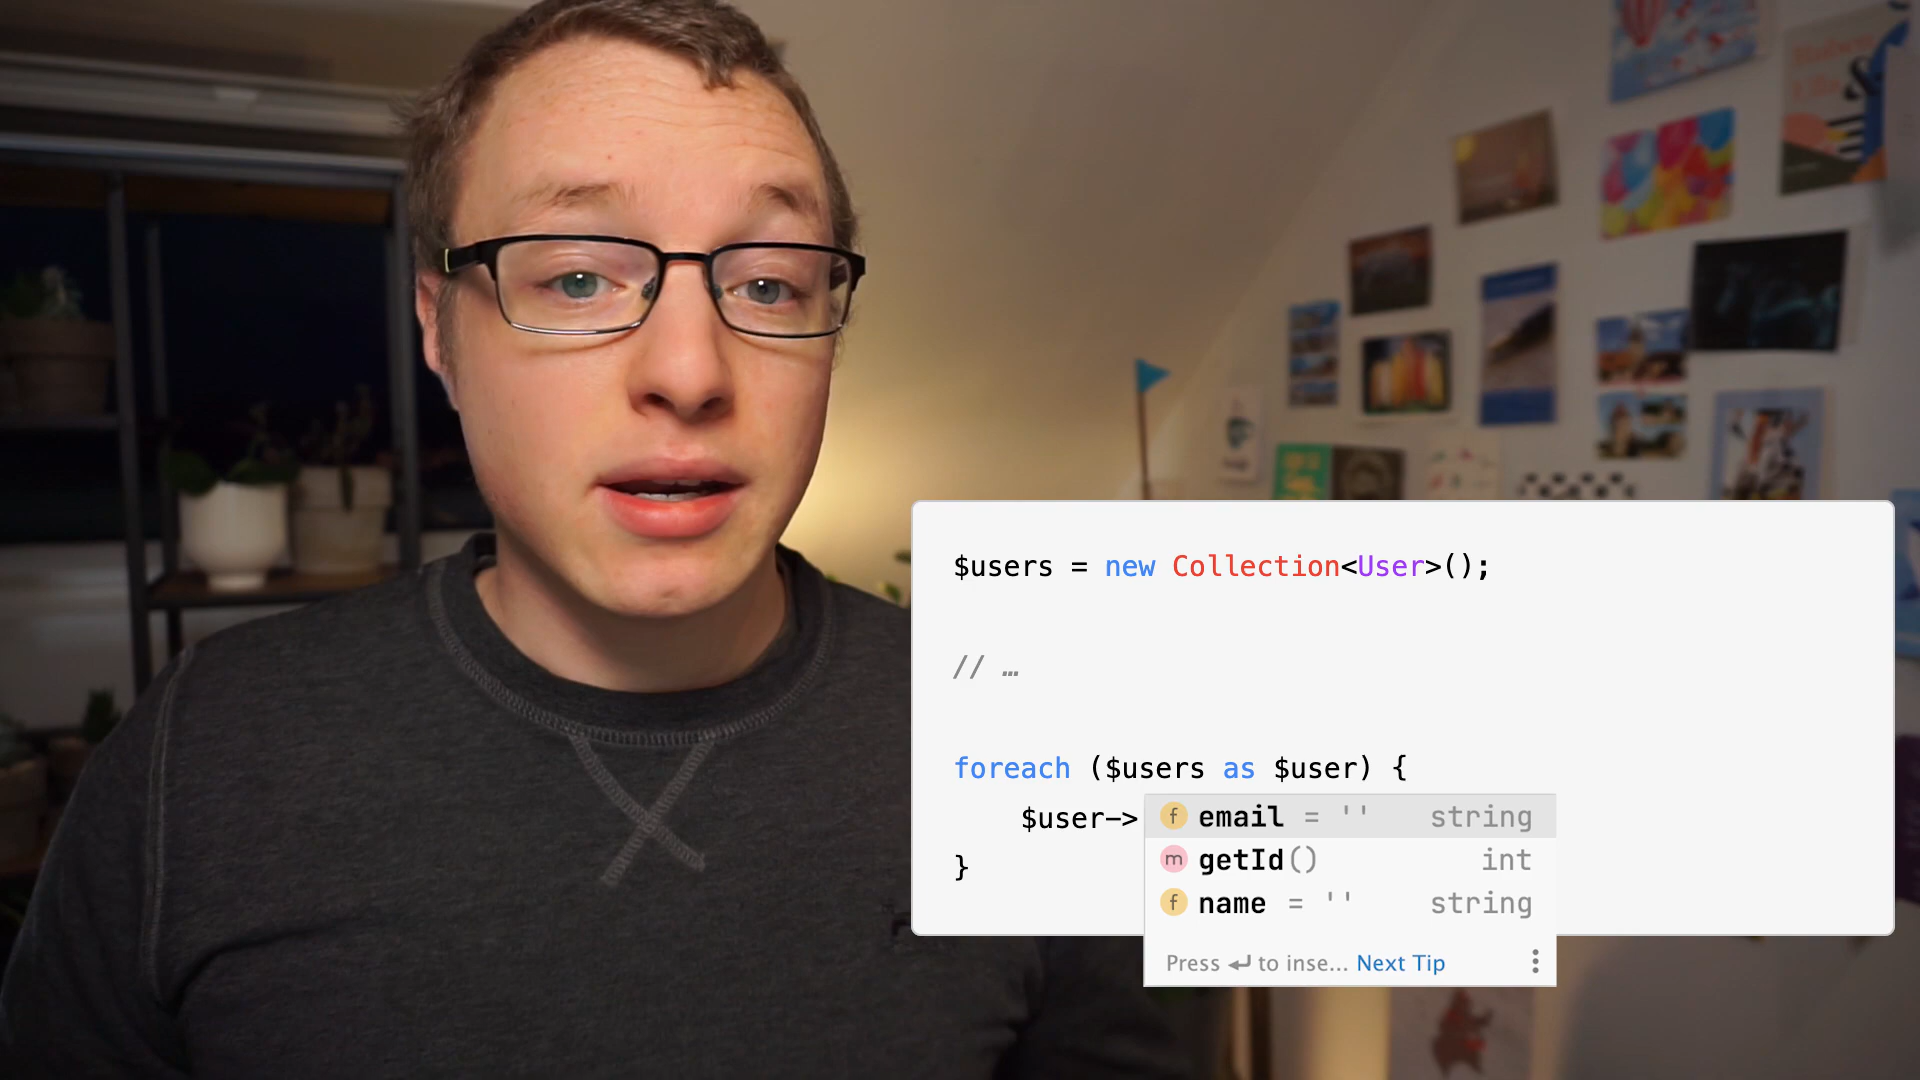 $users = new Collection<User>();
// …
foreach ($users as $user) {
$user->
email = '' string
getId() int
name = '' string
}
Press ↵ to inse... Next Tip